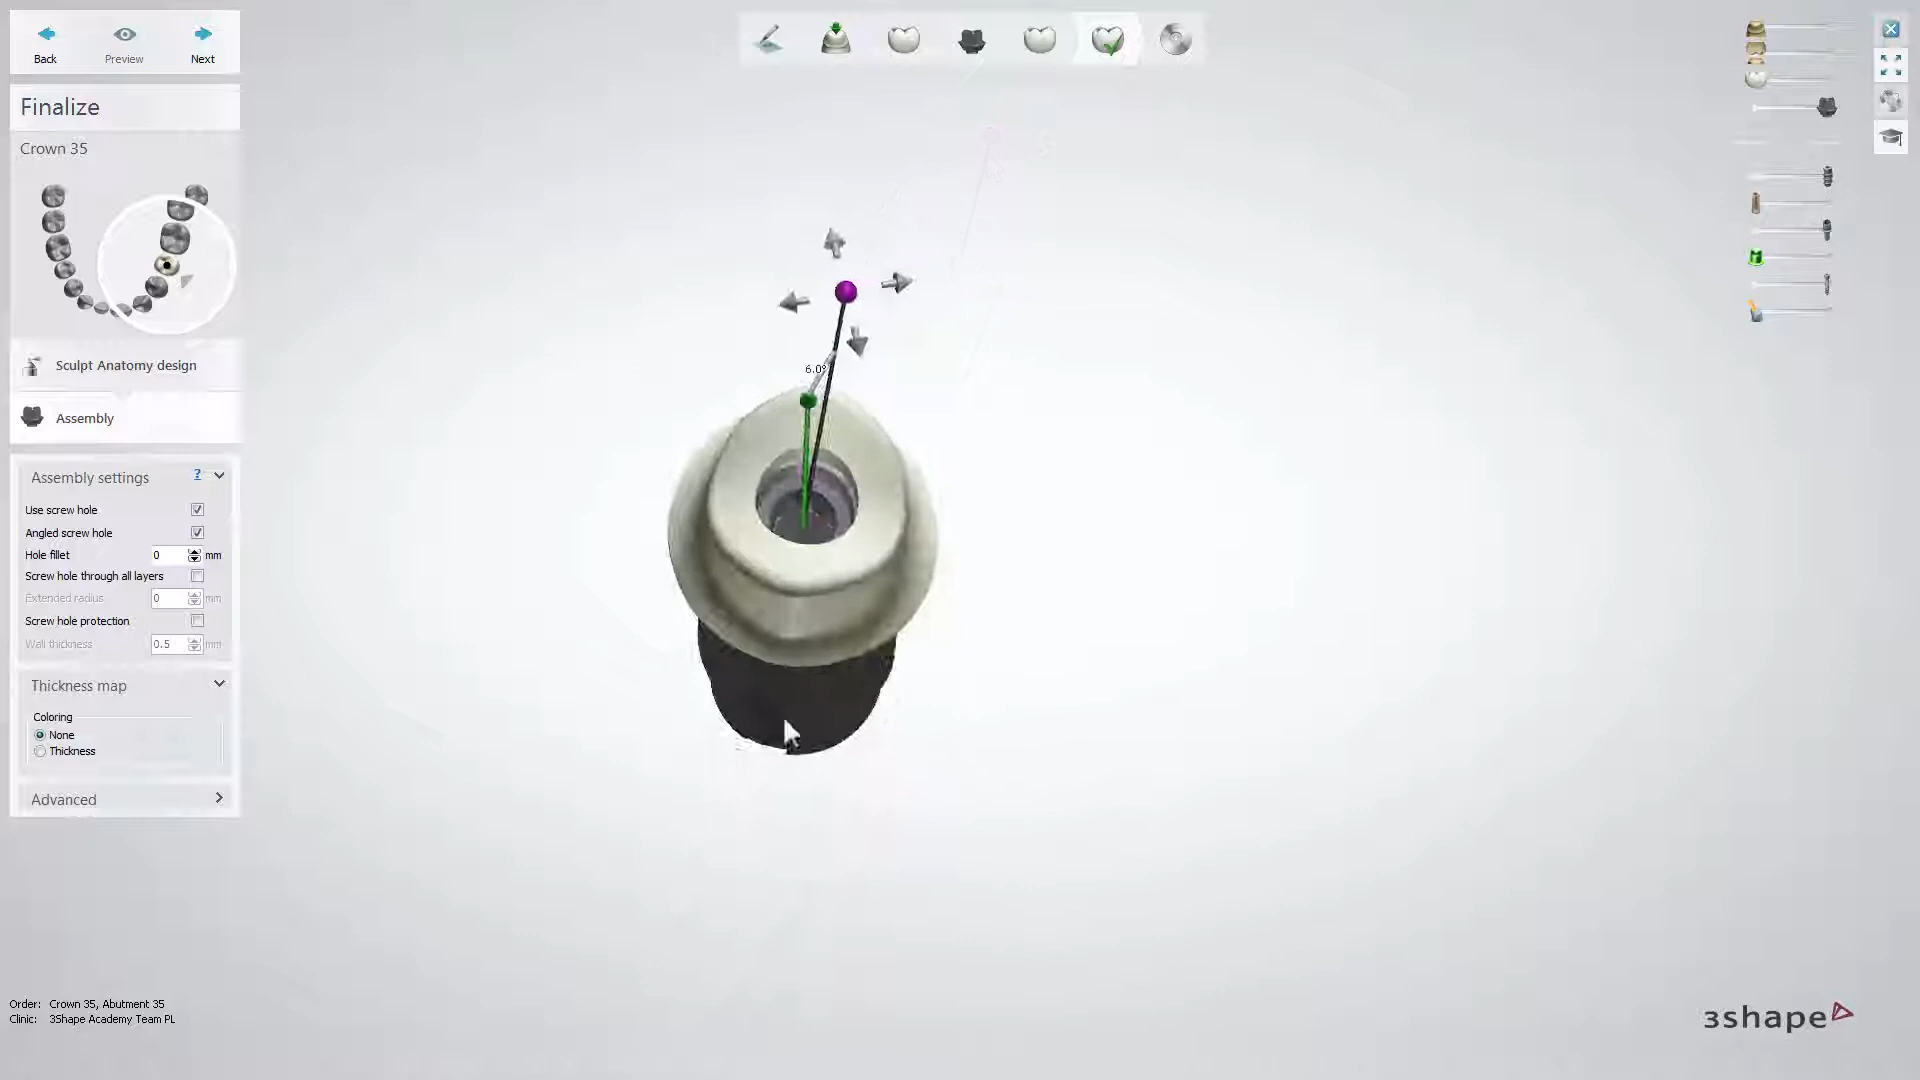 Back
Preview
Next
Finalize
Crown 35
Sculpt Anatomy design
Assembly
Assembly settings ?
Use screw hole
Angled screw hole
Hole fillet 0 mm
Screw hole through all layers
Extended radius 0 mm
Screw hole protection
Wall thickness 0.5 mm
Thickness map
Coloring
None
Thickness
Advanced
6.0°
Order: Crown 35, Abutment 35
Clinic: 3Shape Academy Team PL
3shape